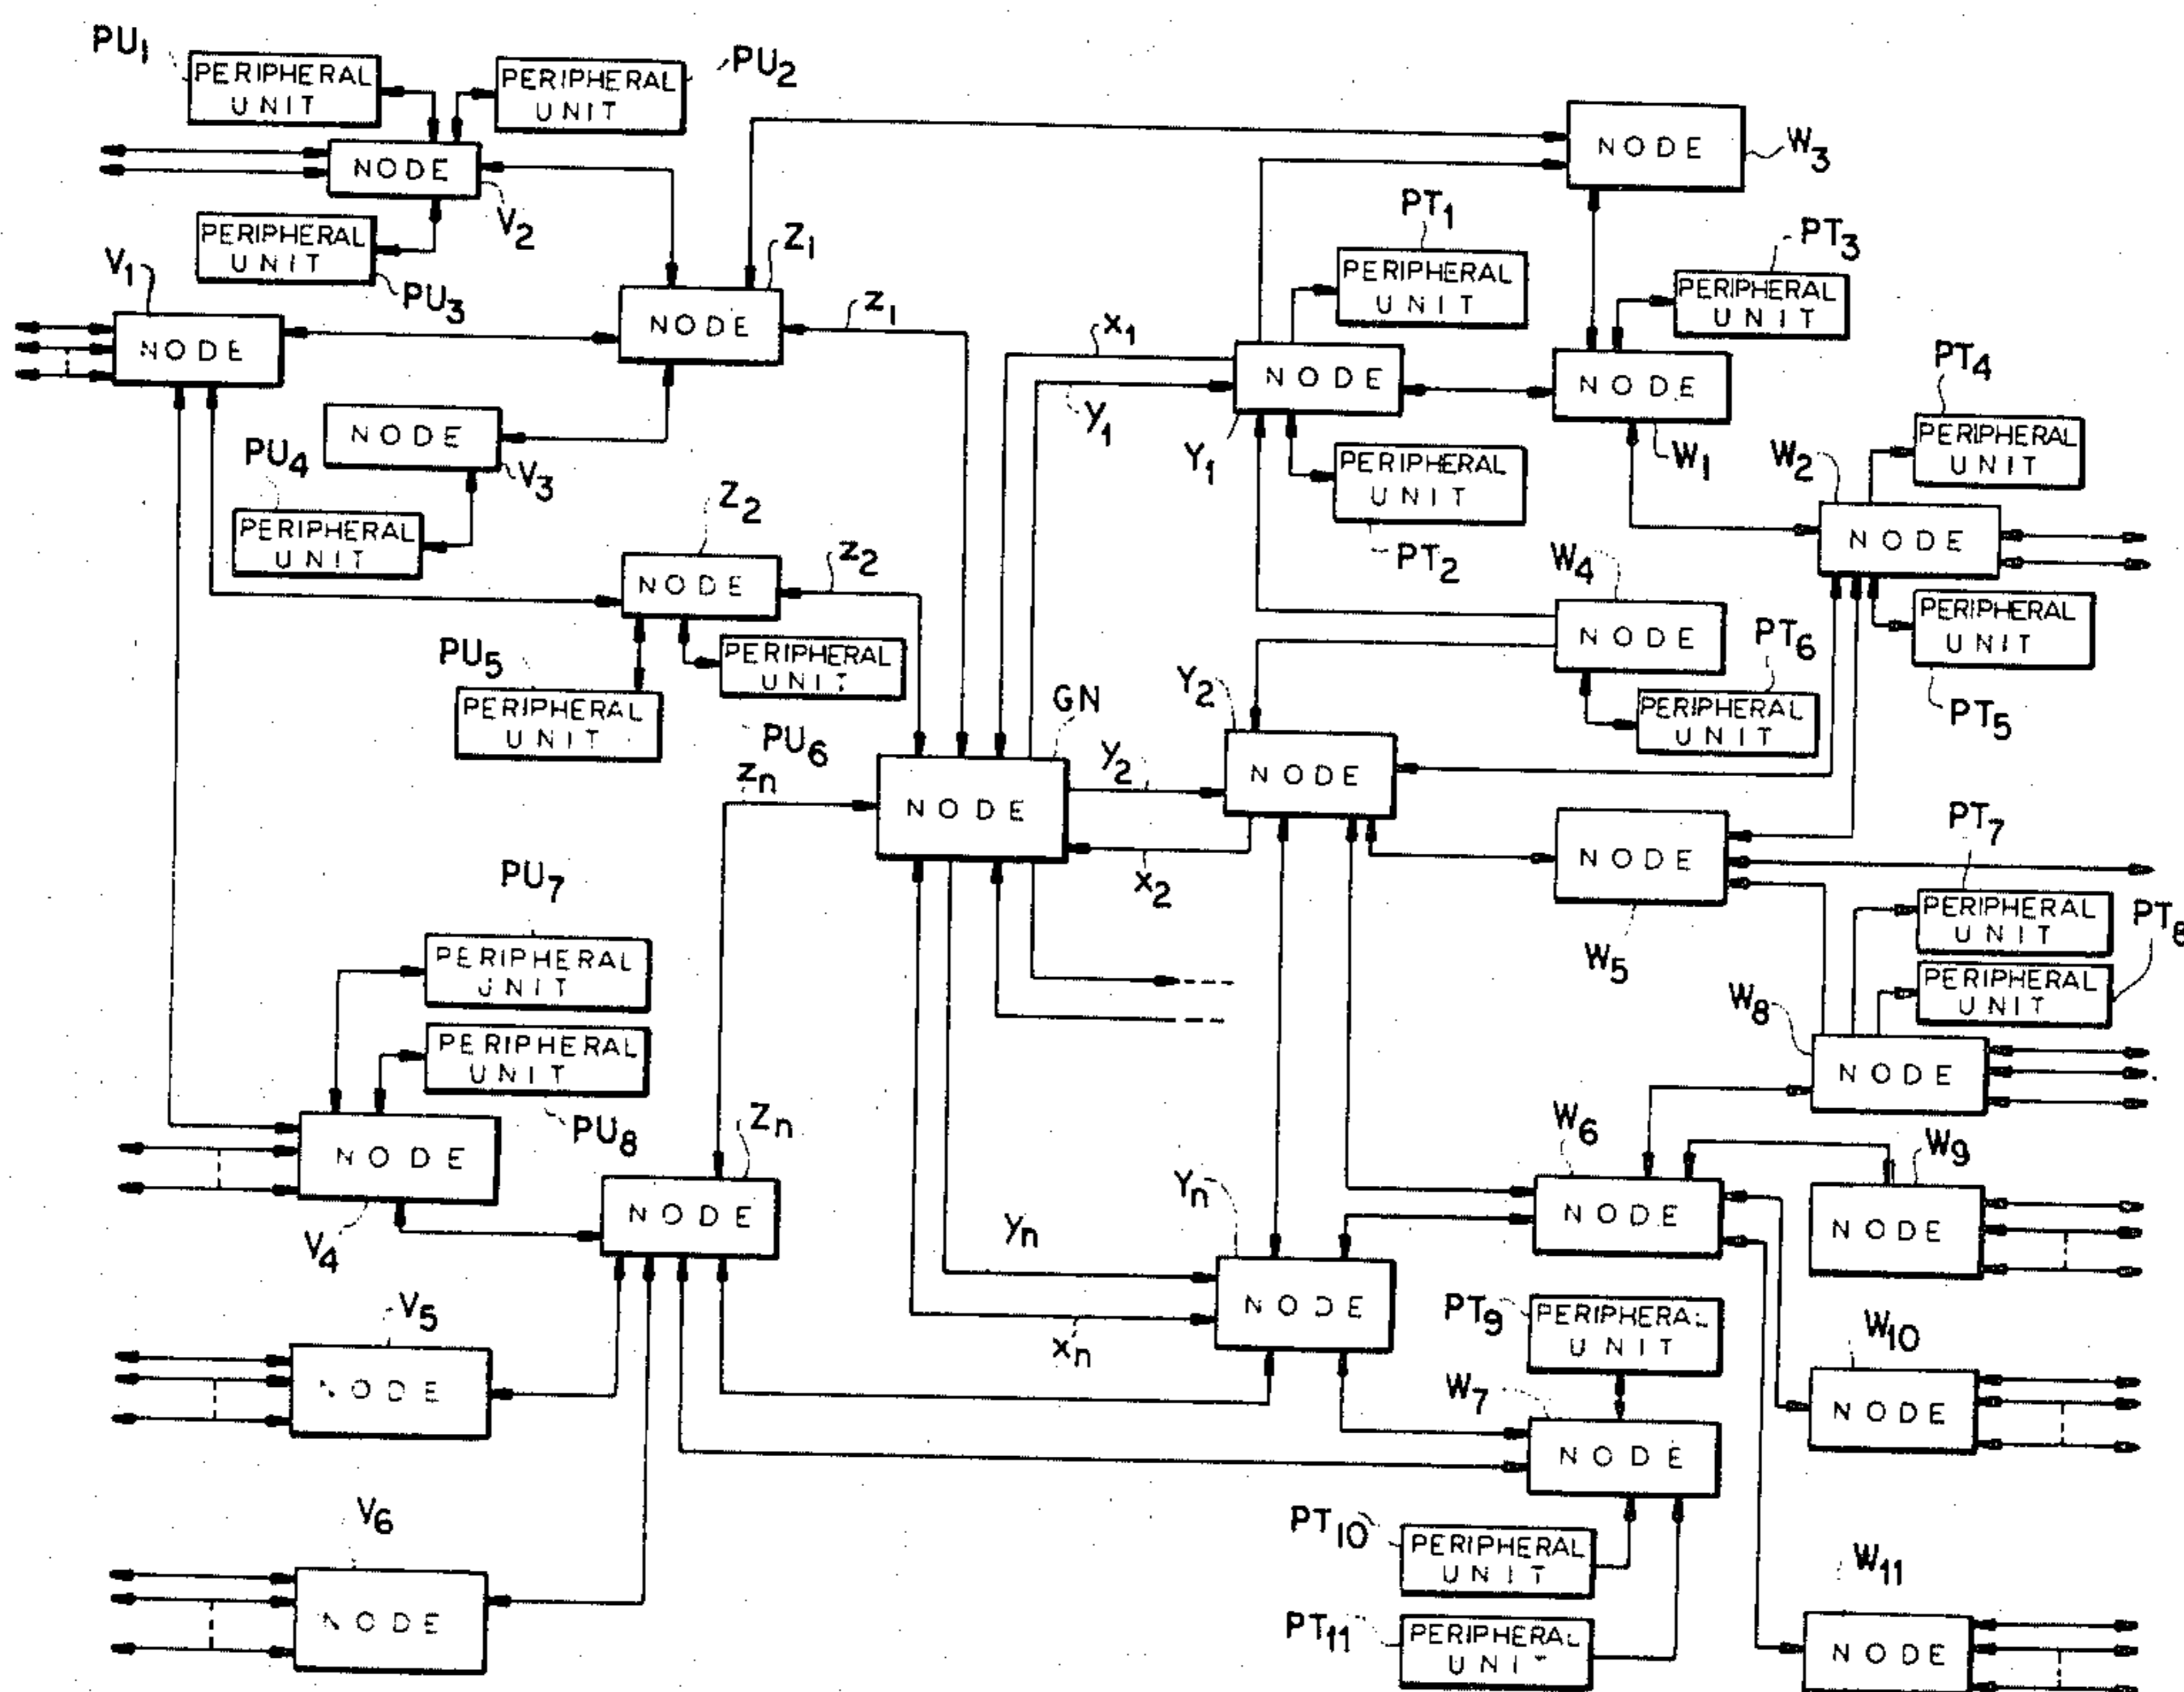 PU1
PERIPHERAL
UNIT
PERIPHERAL
UNIT
PU2
NODE
V2
PERIPHERAL
UNIT
PU3
V1
NODE
Z1
NODE
z1
NODE
V3
PU4
PERIPHERAL
UNIT
Z2
NODE
z2
PU5
PERIPHERAL
UNIT
PERIPHERAL
UNIT
PU6
zn
GN
NODE
x1
y1
Y1
NODE
PT1
PERIPHERAL
UNIT
PERIPHERAL
UNIT
PT2
NODE
W3
PT3
PERIPHERAL
UNIT
NODE
W1
W2
NODE
PT4
PERIPHERAL
UNIT
PERIPHERAL
UNIT
PT5
W4
NODE
PT6
PERIPHERAL
UNIT
Y2
NODE
y2
x2
NODE
W5
PT7
PERIPHERAL
UNIT
PT8
PERIPHERAL
UNIT
W8
NODE
PU7
PERIPHERAL
UNIT
PERIPHERAL
UNIT
PU8
NODE
V4
Zn
NODE
yn
xn
Yn
NODE
W6
NODE
W9
NODE
V5
NODE
PT9
PERIPHERAL
UNIT
W10
NODE
W7
NODE
V6
NODE
PT10
PERIPHERAL
UNIT
PT11
PERIPHERAL
UNIT
W11
NODE